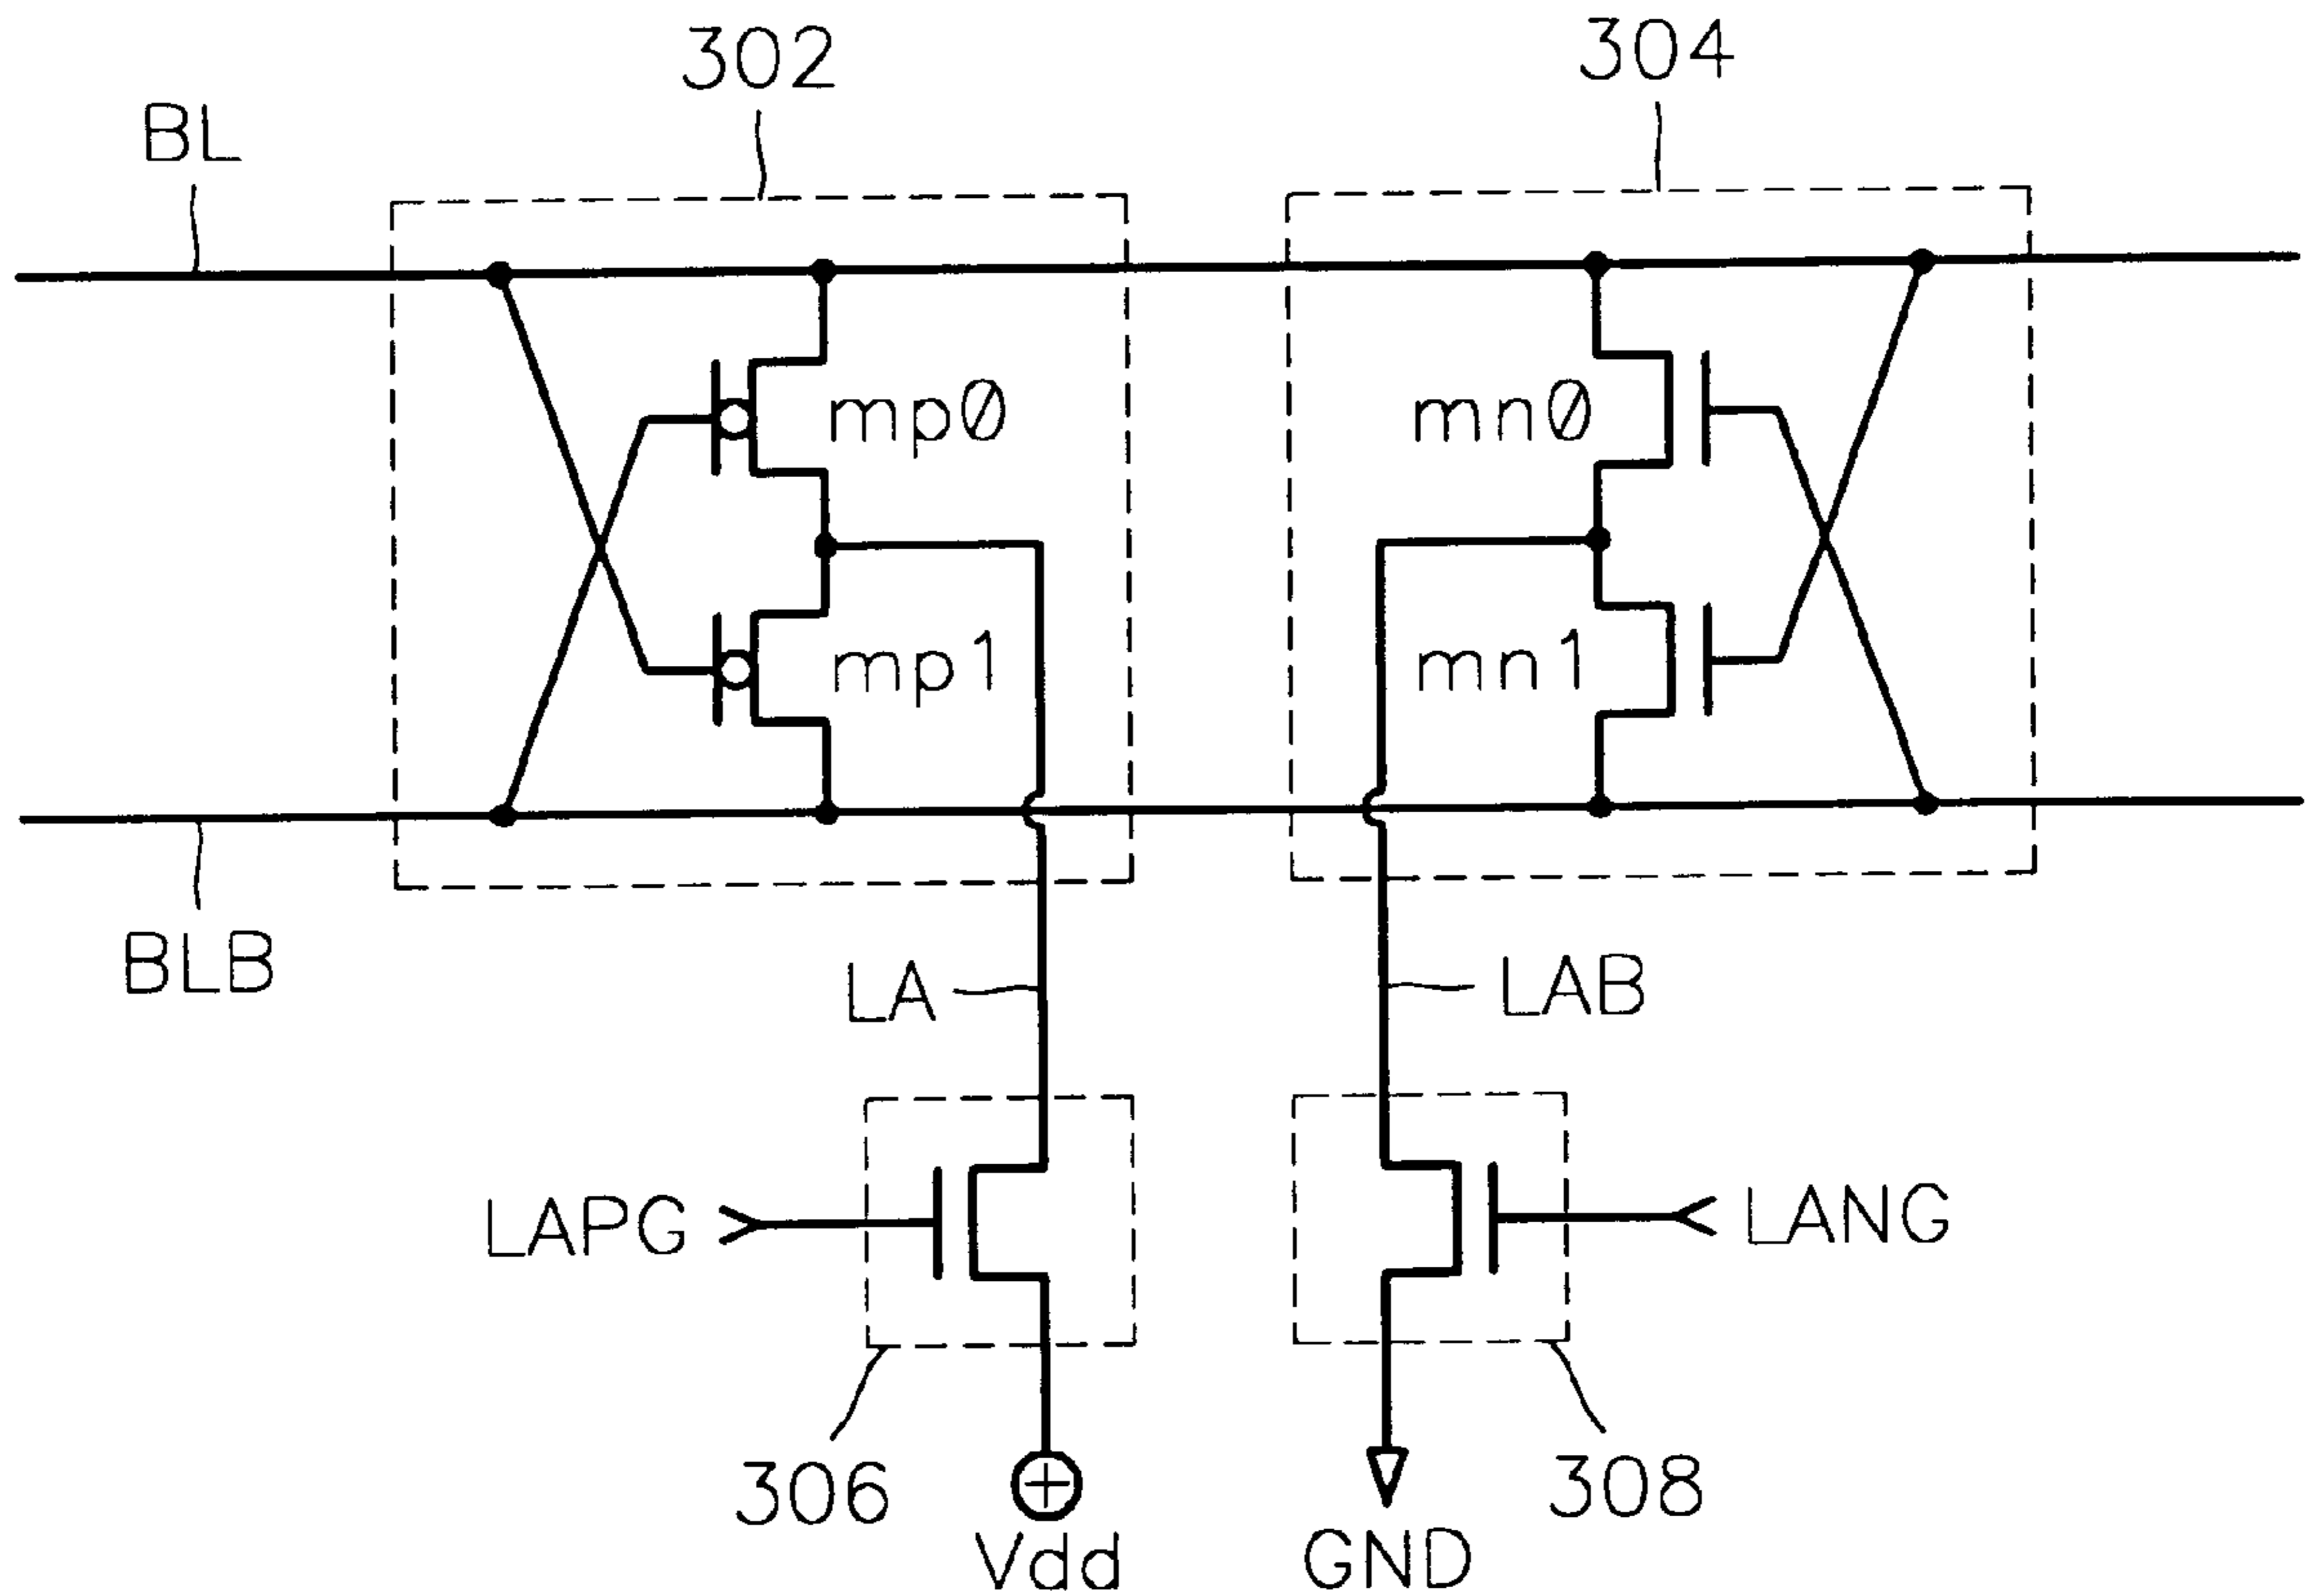 302
304
BL
mp0
mn0
mp1
mn1
BLB
LA
LAB
LAPG
LANG
306
308
Vdd
GND